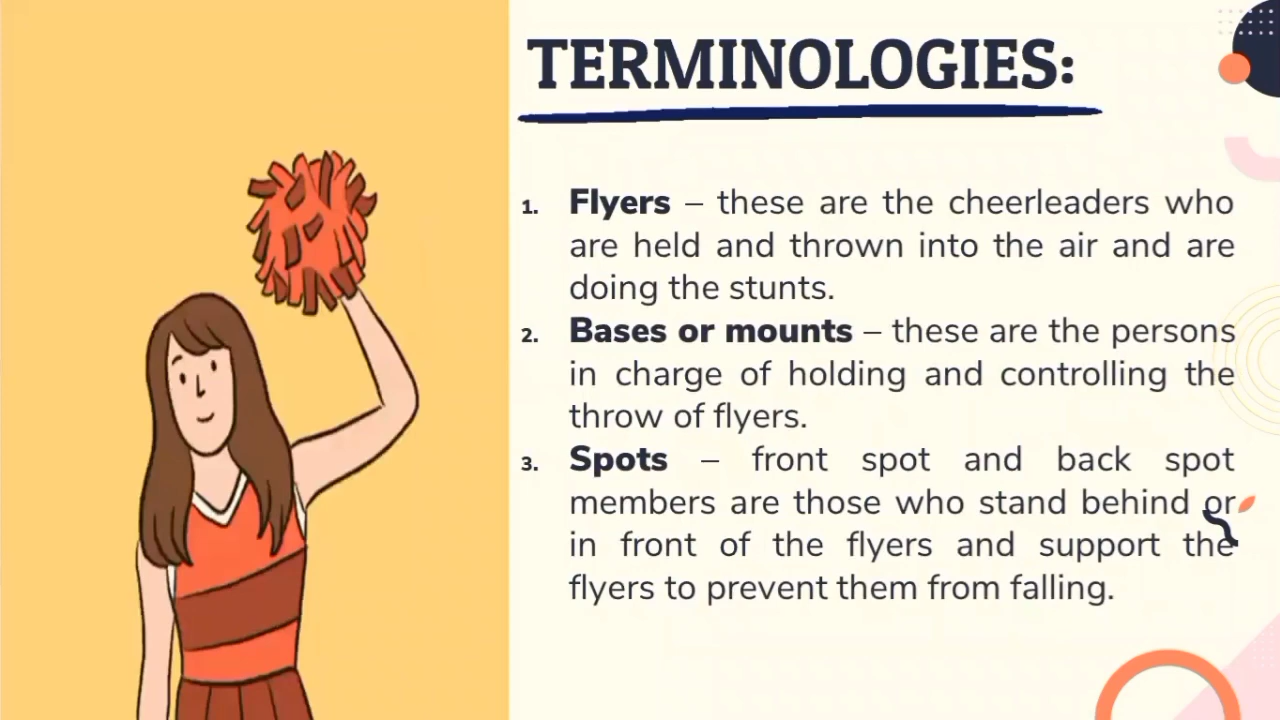 TERMINOLOGIES:
1. Flyers – these are the cheerleaders who
are held and thrown into the air and are
doing the stunts.
2. Bases or mounts – these are the persons
in charge of holding and controlling the
throw of flyers.
3. Spots – front spot and back spot
members are those who stand behind or
in front of the flyers and support the
flyers to prevent them from falling.